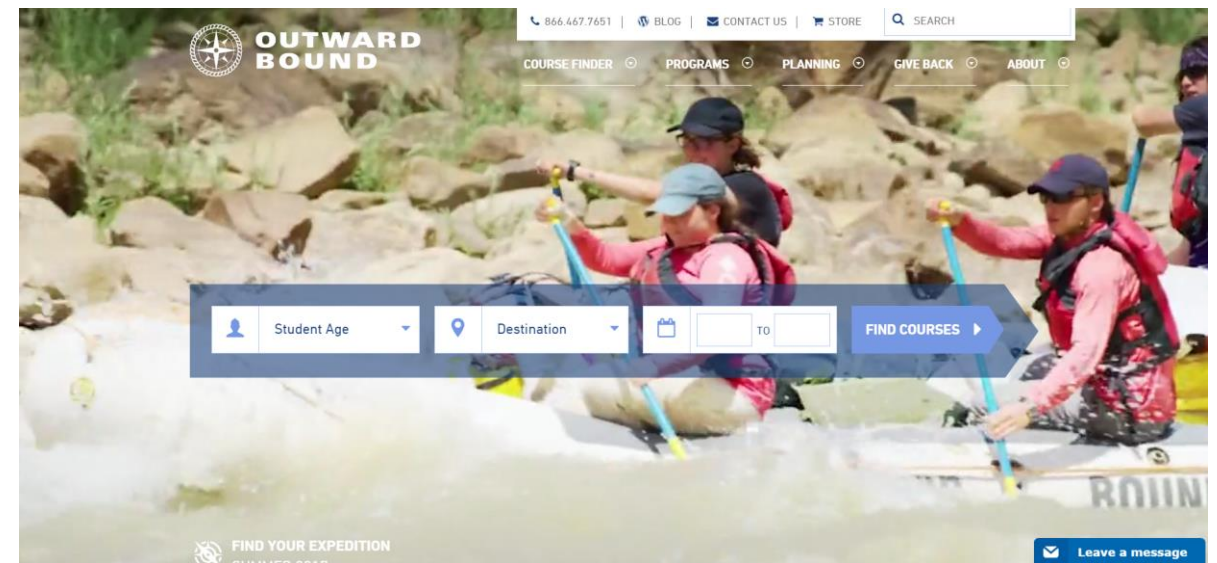 866.467.7651 | BLOG | CONTACT US | STORE SEARCH
OUTWARD
BOUND
COURSE FINDER PROGRAMS PLANNING GIVE BACK ABOUT
Student Age Destination TO FIND COURSES
BOUN
FIND YOUR EXPEDITION
Leave a message